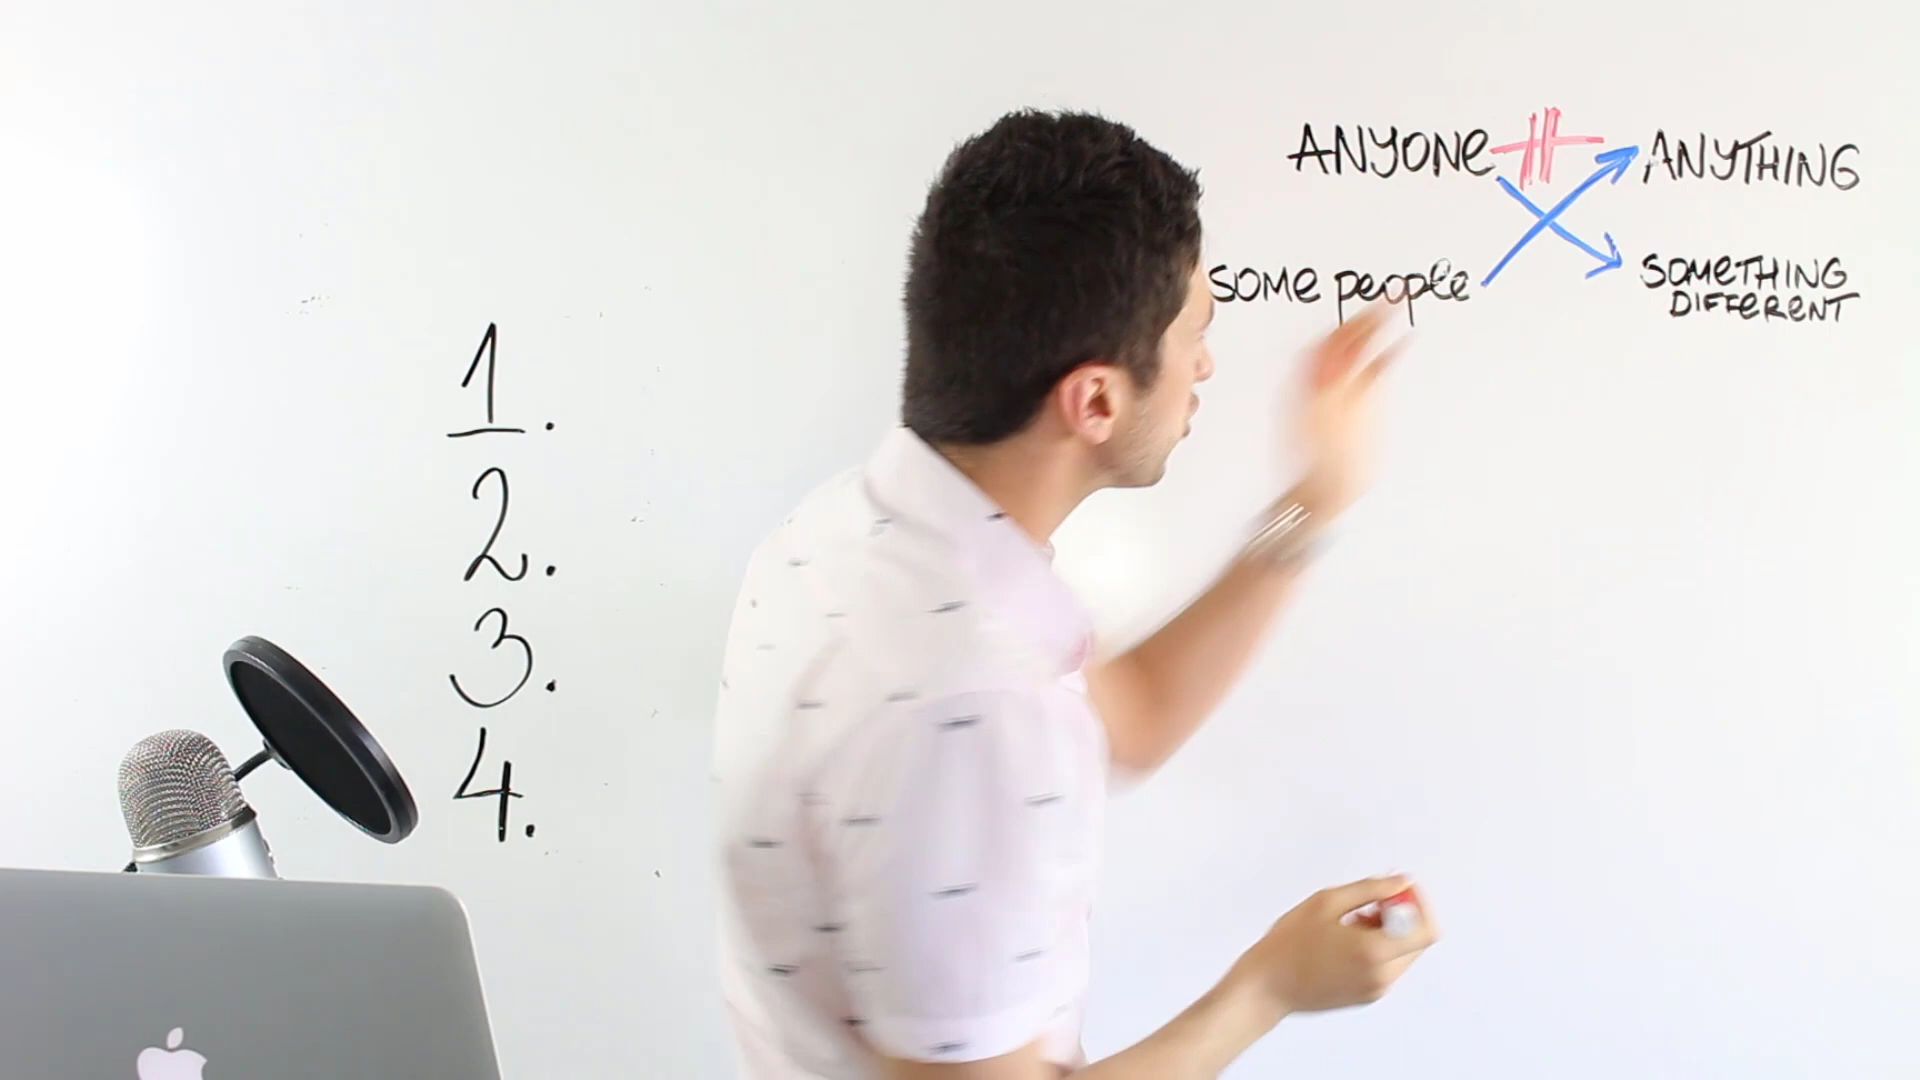 ANYONE ANYTHING
SOME people SOMETHING
DIFFERENT
1.
2.
3.
4.